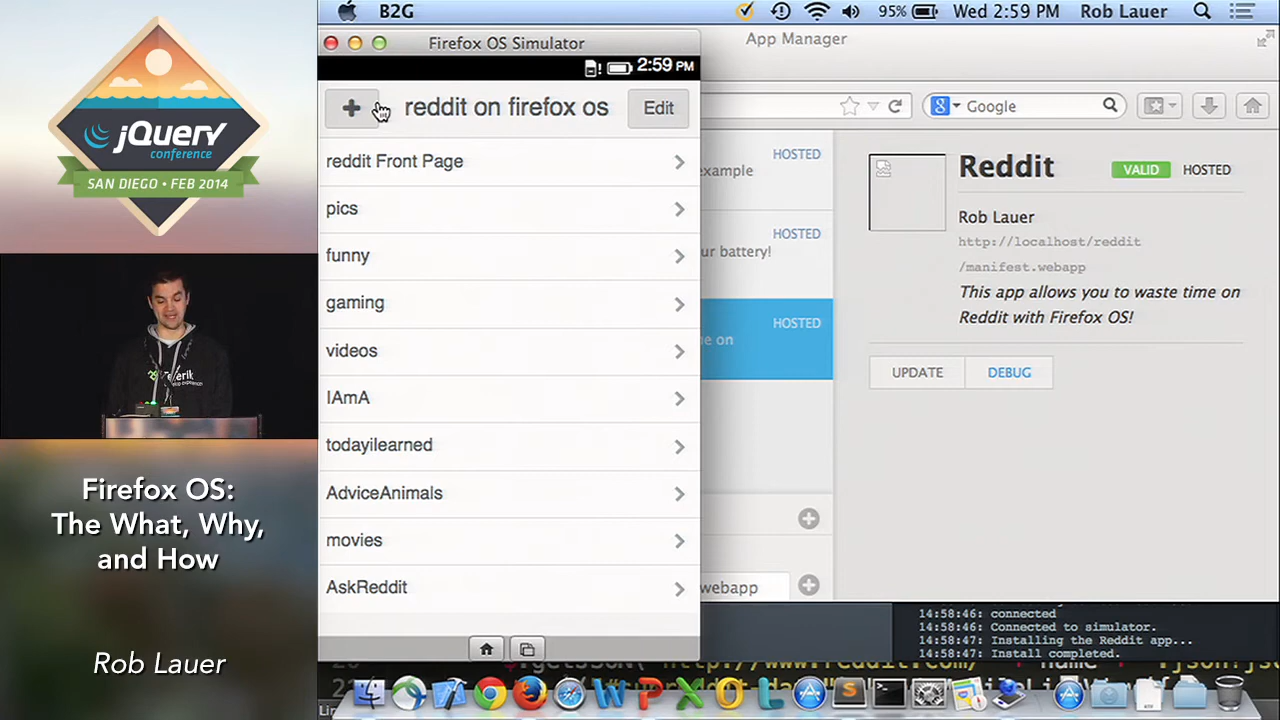 jQuery
conference
SAN DIEGO • FEB 2014
Firefox OS:
The What, Why,
and How
Rob Lauer
B2G
95%
Wed 2:59 PM
Rob Lauer
Firefox OS Simulator
2:59 PM
reddit on firefox os
Edit
reddit Front Page
pics
funny
gaming
videos
IAmA
todayilearned
AdviceAnimals
movies
AskReddit
App Manager
Google
HOSTED
example
HOSTED
ur battery!
HOSTED
e on
webapp
Reddit
VALID
HOSTED
Rob Lauer
http://localhost/reddit
/manifest.webapp
This app allows you to waste time on
Reddit with Firefox OS!
UPDATE
DEBUG
14:58:46: connected
14:58:46: Connected to simulator.
14:58:47: Installing the Reddit app...
14:58:47: Install completed.